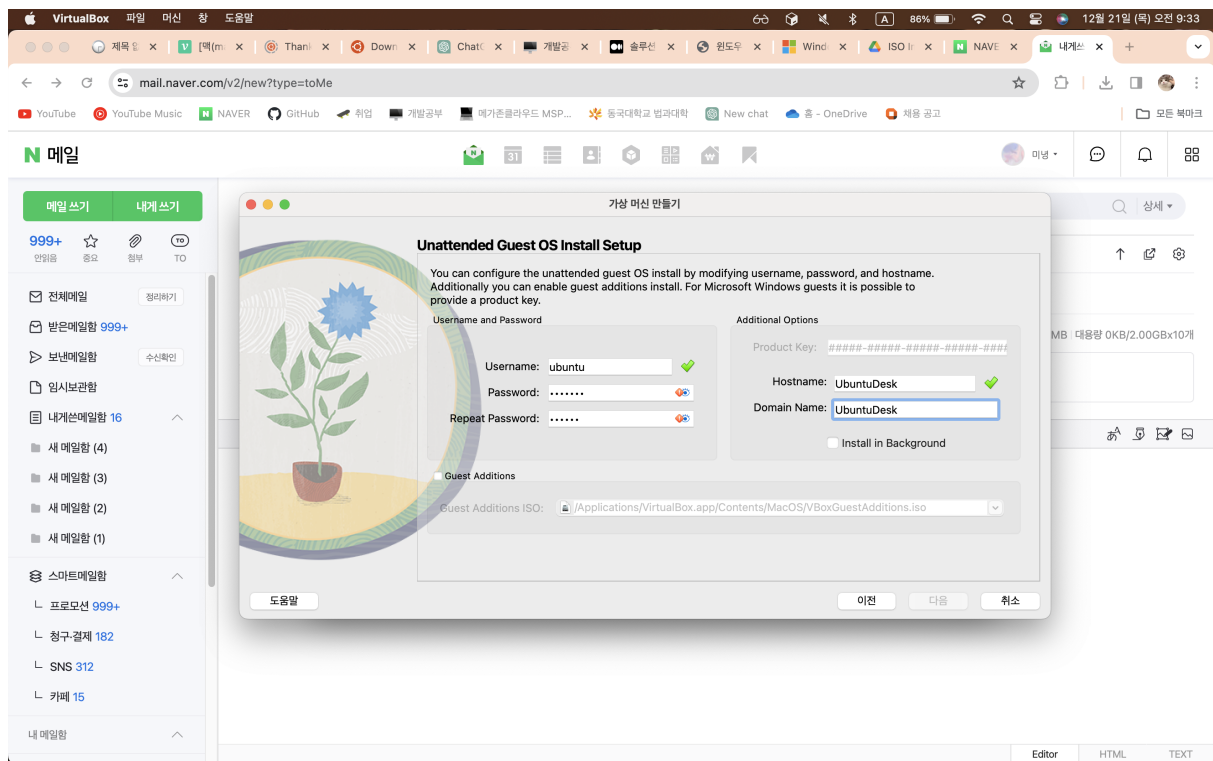 VirtualBox 파일 머신 창 도움말 A 86% 12월 21일 (목) 오전 9:33
제목 [맥(m Than Down Chat 개발공 솔루션 윈도우 Wind ISO I NAVE 내게쓰
mail.naver.com/v2/new?type=toMe
YouTube YouTube Music NAVER GitHub 취업 개발공부 메가존클라우드 MSP... 동국대학교 법과대학 New chat 홈 - OneDrive 채용 공고 모든 북마크
N 메일 31 미녕
메일 쓰기 내게 쓰기 상세
999+ TO
안읽음 중요 첨부 TO
전체메일 정리하기
받은메일함 999+
보낸메일함 수신확인
임시보관함
내게쓴메일함 16
새 메일함 (4)
새 메일함 (3)
새 메일함 (2)
새 메일함 (1)
스마트메일함
프로모션 999+
청구·결제 182
SNS 312
카페 15
내 메일함
MB 대용량 0KB/2.00GBx10개
가상 머신 만들기
Unattended Guest OS Install Setup
You can configure the unattended guest OS install by modifying username, password, and hostname.
Additionally you can enable guest additions install. For Microsoft Windows guests it is possible to
provide a product key.
Username and Password
Username: ubuntu
Password: •••••••
Repeat Password: ••••••
Additional Options
Product Key: #####-#####-#####-#####-####
Hostname: UbuntuDesk
Domain Name: UbuntuDesk
Install in Background
Guest Additions
Guest Additions ISO: /Applications/VirtualBox.app/Contents/MacOS/VBoxGuestAdditions.iso
도움말 이전 다음 취소
Editor HTML TEXT